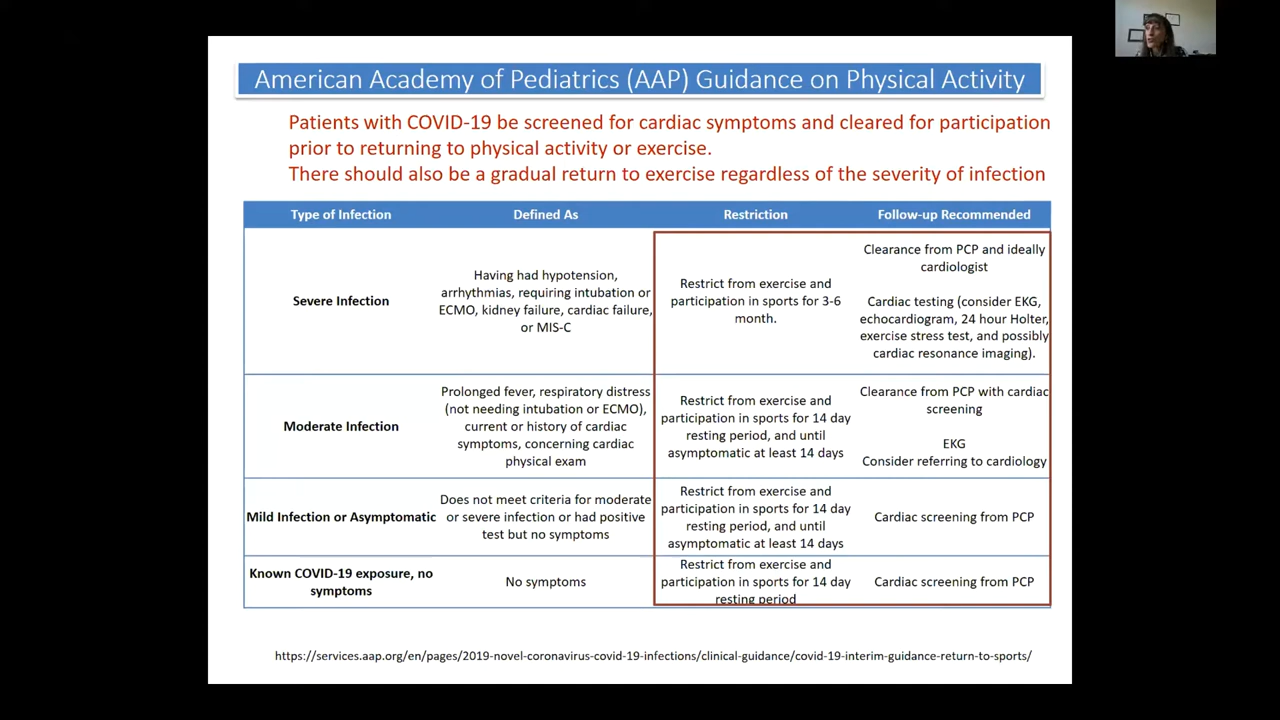 American Academy of Pediatrics (AAP) Guidance on Physical Activity
Patients with COVID-19 be screened for cardiac symptoms and cleared for participation
prior to returning to physical activity or exercise.
There should also be a gradual return to exercise regardless of the severity of infection
Type of Infection
Defined As
Restriction
Follow-up Recommended
Severe Infection
Having had hypotension,
arrhythmias, requiring intubation or
ECMO, kidney failure, cardiac failure,
or MIS-C
Restrict from exercise and
participation in sports for 3-6
month.
Clearance from PCP and ideally
cardiologist
Cardiac testing (consider EKG,
echocardiogram, 24 hour Holter,
exercise stress test, and possibly
cardiac resonance imaging).
Moderate Infection
Prolonged fever, respiratory distress
(not needing intubation or ECMO),
current or history of cardiac
symptoms, concerning cardiac
physical exam
Restrict from exercise and
participation in sports for 14 day
resting period, and until
asymptomatic at least 14 days
Clearance from PCP with cardiac
screening
EKG
Consider referring to cardiology
Mild Infection or Asymptomatic
Does not meet criteria for moderate
or severe infection or had positive
test but no symptoms
Restrict from exercise and
participation in sports for 14 day
resting period, and until
asymptomatic at least 14 days
Cardiac screening from PCP
Known COVID-19 exposure, no
symptoms
No symptoms
Restrict from exercise and
participation in sports for 14 day
resting period
Cardiac screening from PCP
https://services.aap.org/en/pages/2019-novel-coronavirus-covid-19-infections/clinical-guidance/covid-19-interim-guidance-return-to-sports/